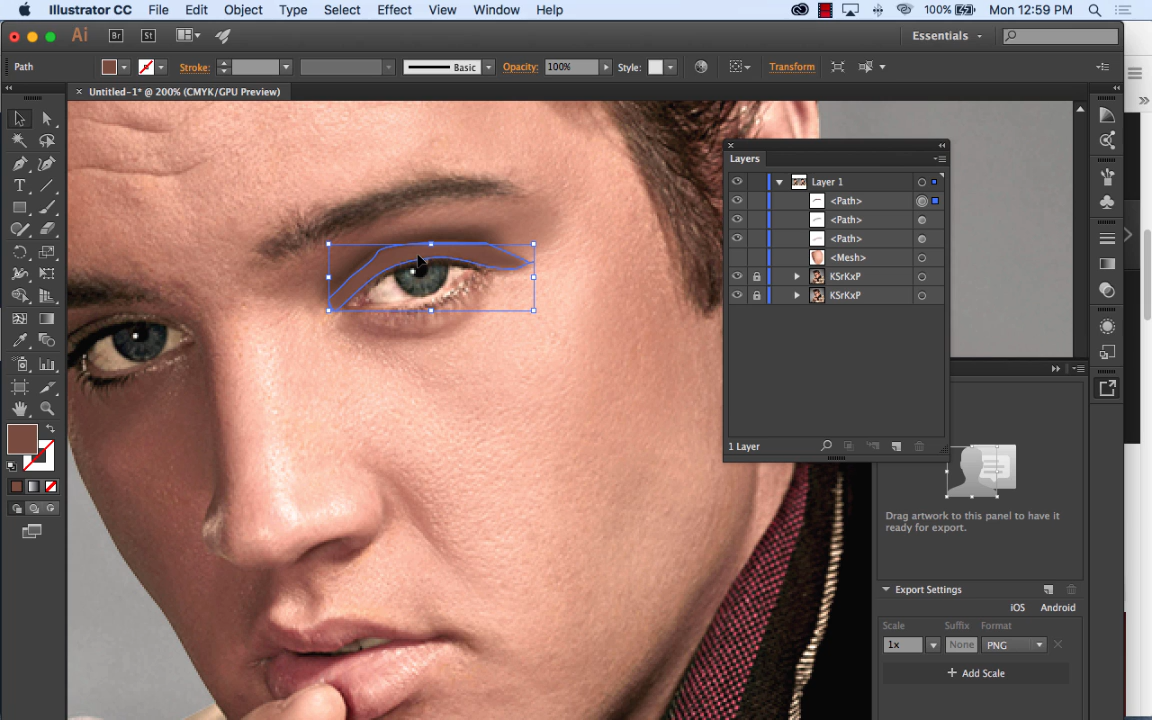 Illustrator CC File Edit Object Type Select Effect View Window Help 100% Mon 12:59 PM
Ai Br St Essentials
Path Stroke: Basic Opacity: 100% Style: Transform
× Untitled-1* @ 200% (CMYK/GPU Preview)
Layers
Layer 1
<Path>
<Path>
<Path>
<Mesh>
KSrKxP
KSrKxP
1 Layer
Drag artwork to this panel to have it
ready for export.
Export Settings
iOS Android
Scale Suffix Format
1x None PNG
+ Add Scale